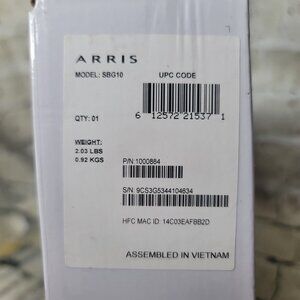 ARRIS
MODEL: SBG10
UPC CODE
QTY: 01
6 12572 21537 1
WEIGHT:
2.03 LBS
0.92 KGS
P/N:1000864
S/N: 9CS3G5344104634
HFC MAC ID: 14C03EAFBB2D
ASSEMBLED IN VIETNAM